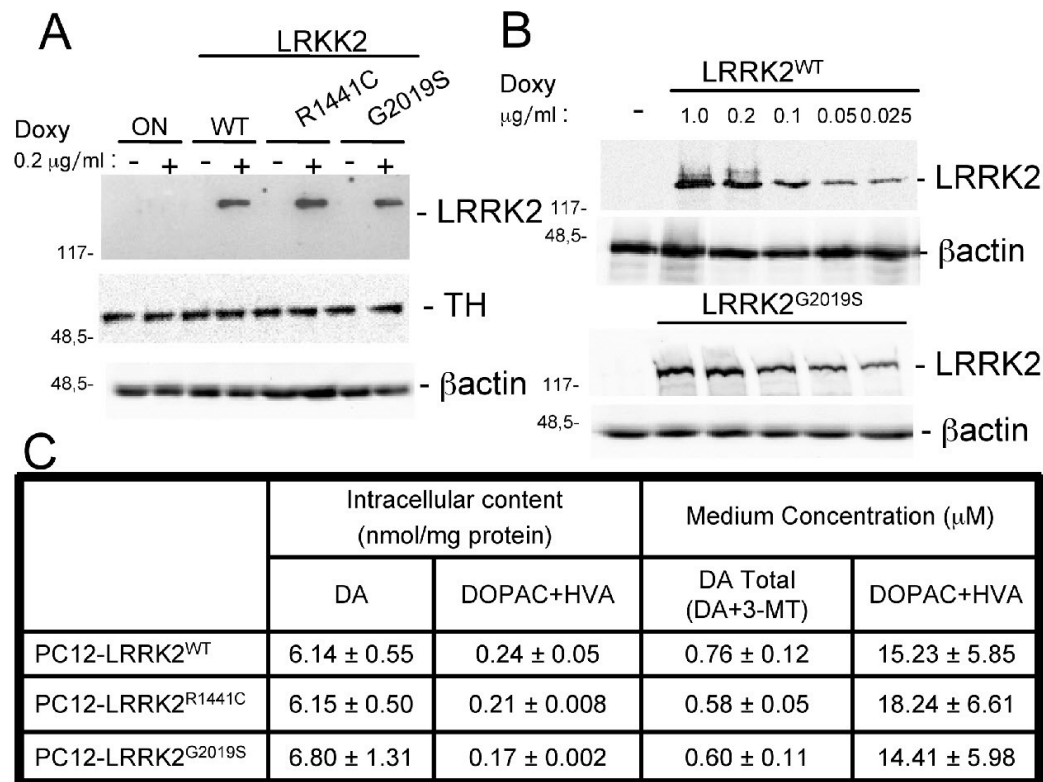 A
LRKK2
R1441C
G2019S
Doxy
ON
WT
0.2 μg/ml :
- + - + - + - +
- LRRK2
117-
- TH
48,5-
48,5-
- βactin
B
LRRK2WT
Doxy
μg/ml :
- 1.0 0.2 0.1 0.05 0.025
- LRRK2
117-
48,5-
- βactin
LRRK2G2019S
- LRRK2
117-
48,5-
- βactin
C
Intracellular content
(nmol/mg protein)
Medium Concentration (μM)
DA
DOPAC+HVA
DA Total
(DA+3-MT)
DOPAC+HVA
PC12-LRRK2WT 6.14 ± 0.55 0.24 ± 0.05 0.76 ± 0.12 15.23 ± 5.85
PC12-LRRK2R1441C 6.15 ± 0.50 0.21 ± 0.008 0.58 ± 0.05 18.24 ± 6.61
PC12-LRRK2G2019S 6.80 ± 1.31 0.17 ± 0.002 0.60 ± 0.11 14.41 ± 5.98